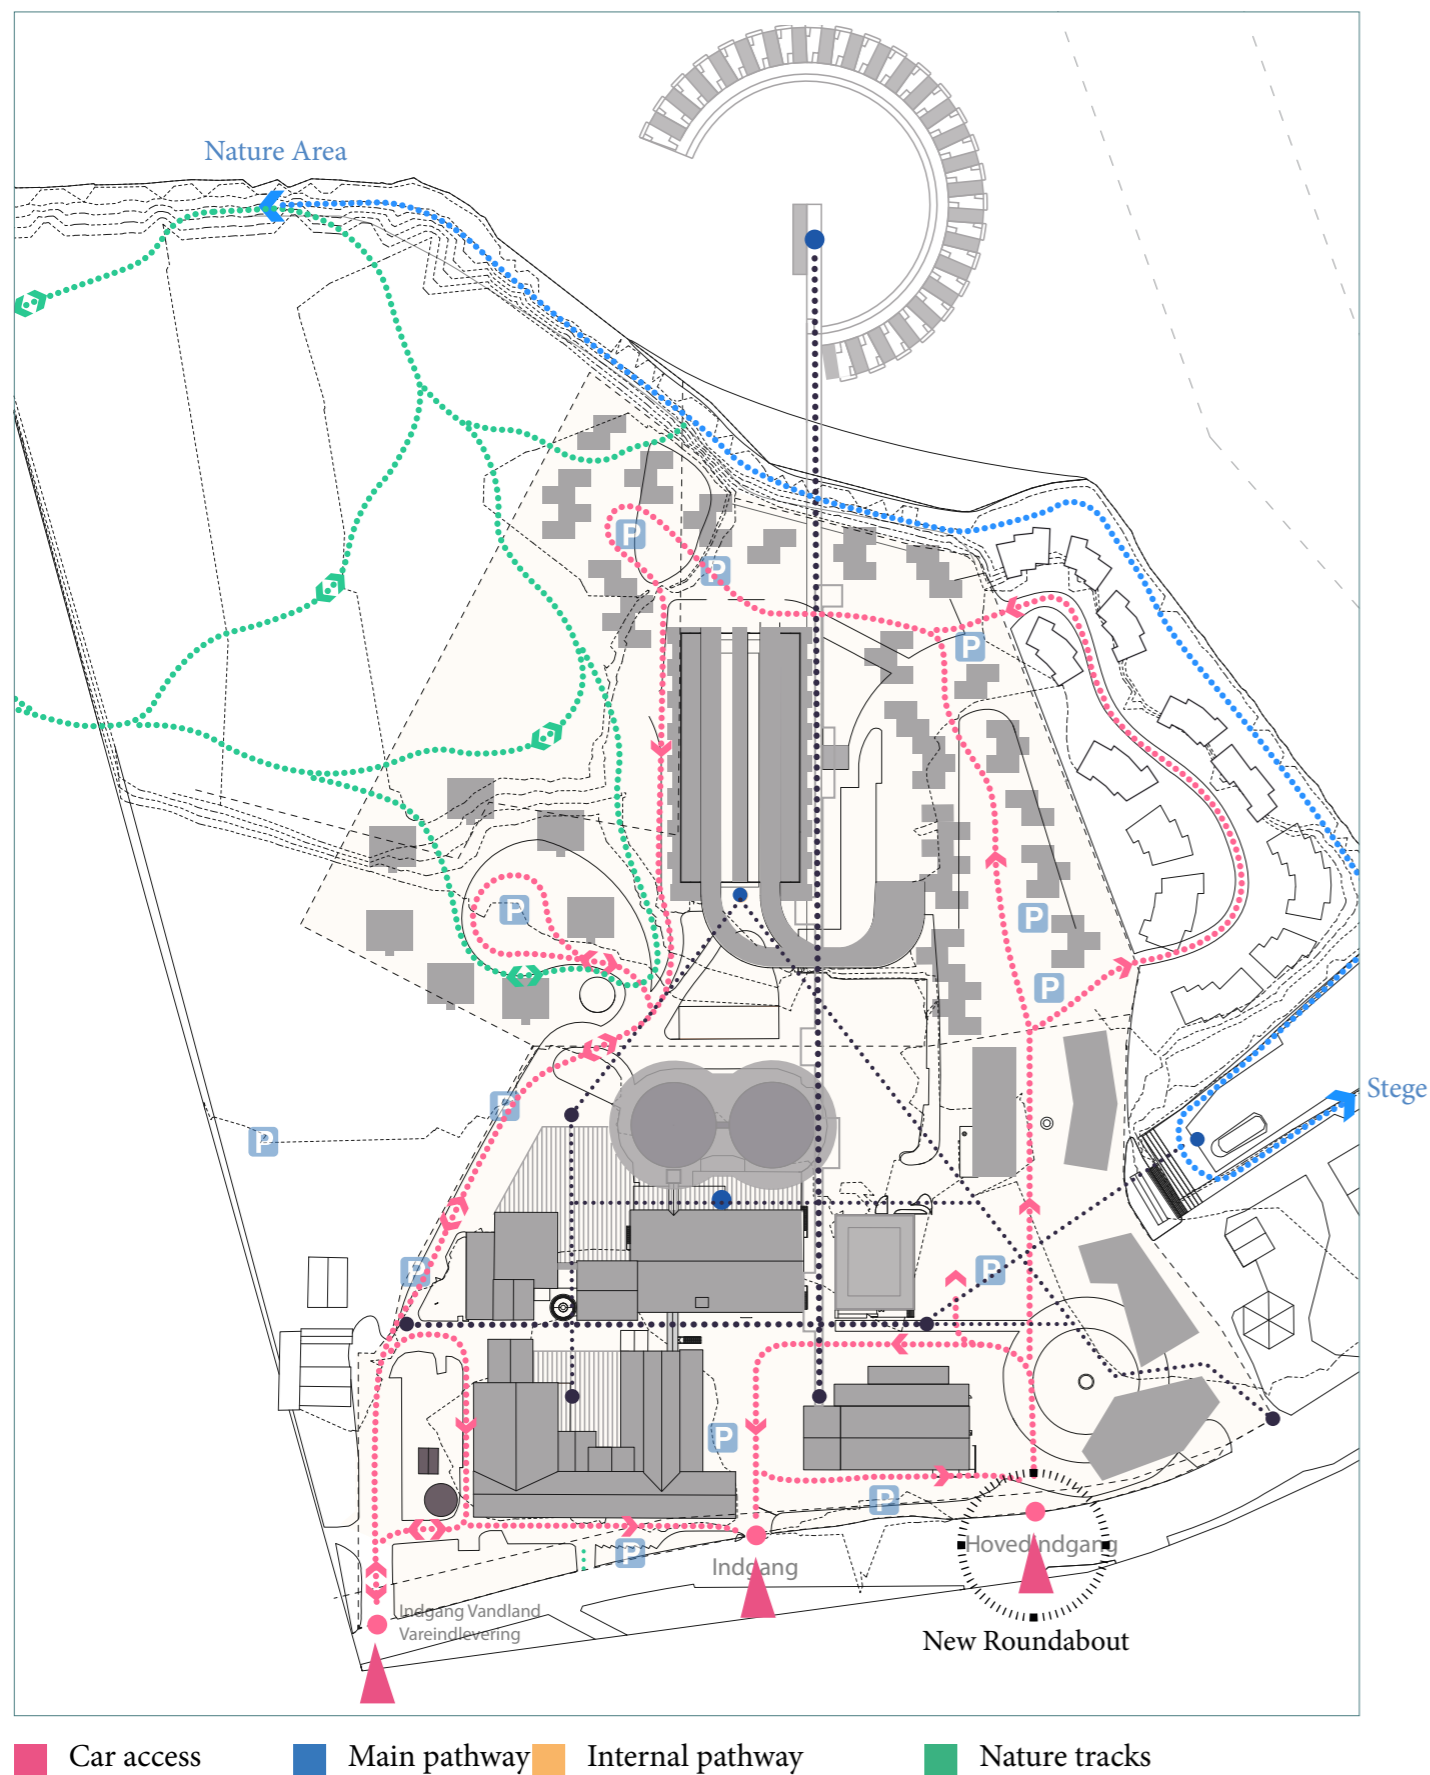 Nature Area
P
P
P
P
P
P
P
Stege
P
P
P
P
P
P
Hovedindgang
P
Indgang
Indgang Vandland
Vareindlevering
New Roundabout
Car access
Main pathway
Internal pathway
Nature tracks